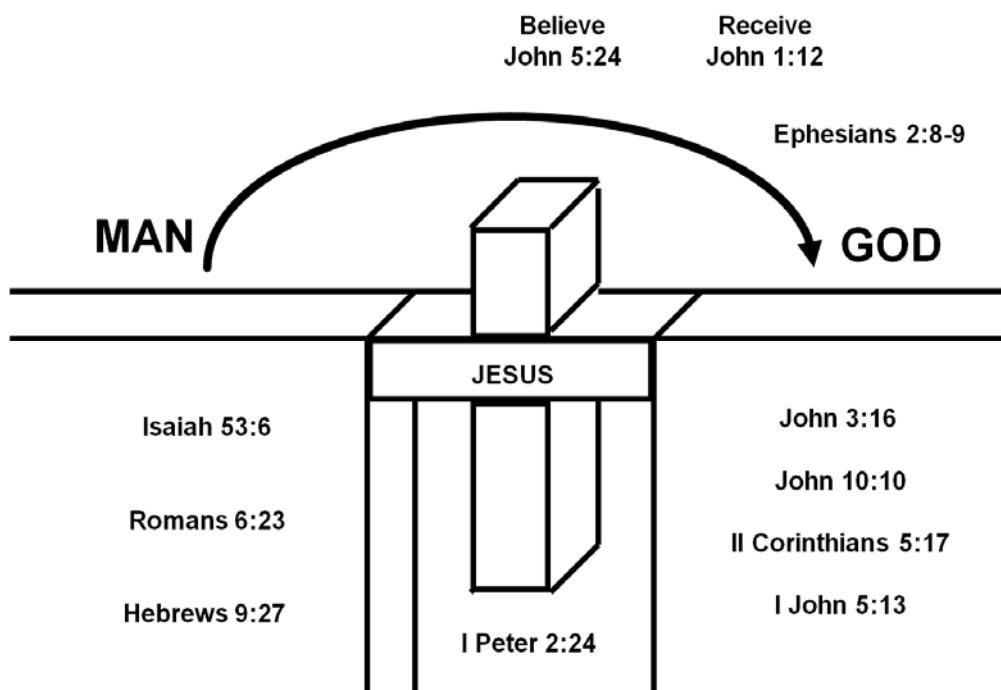 Believe
John 5:24
Receive
John 1:12
Ephesians 2:8-9
MAN
GOD
JESUS
Isaiah 53:6
Romans 6:23
Hebrews 9:27
I Peter 2:24
John 3:16
John 10:10
II Corinthians 5:17
I John 5:13